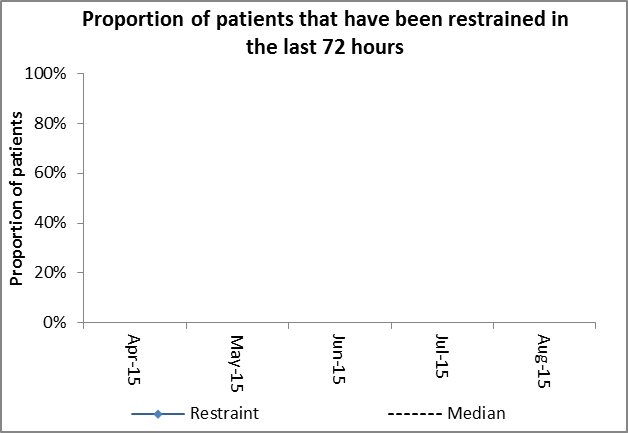 Proportion of patients that have been restrained in
the last 72 hours
Proportion of patients
100%
80%
60%
40%
20%
0%
Apr-15
May-15
Jun-15
Jul-15
Aug-15
Restraint
Median